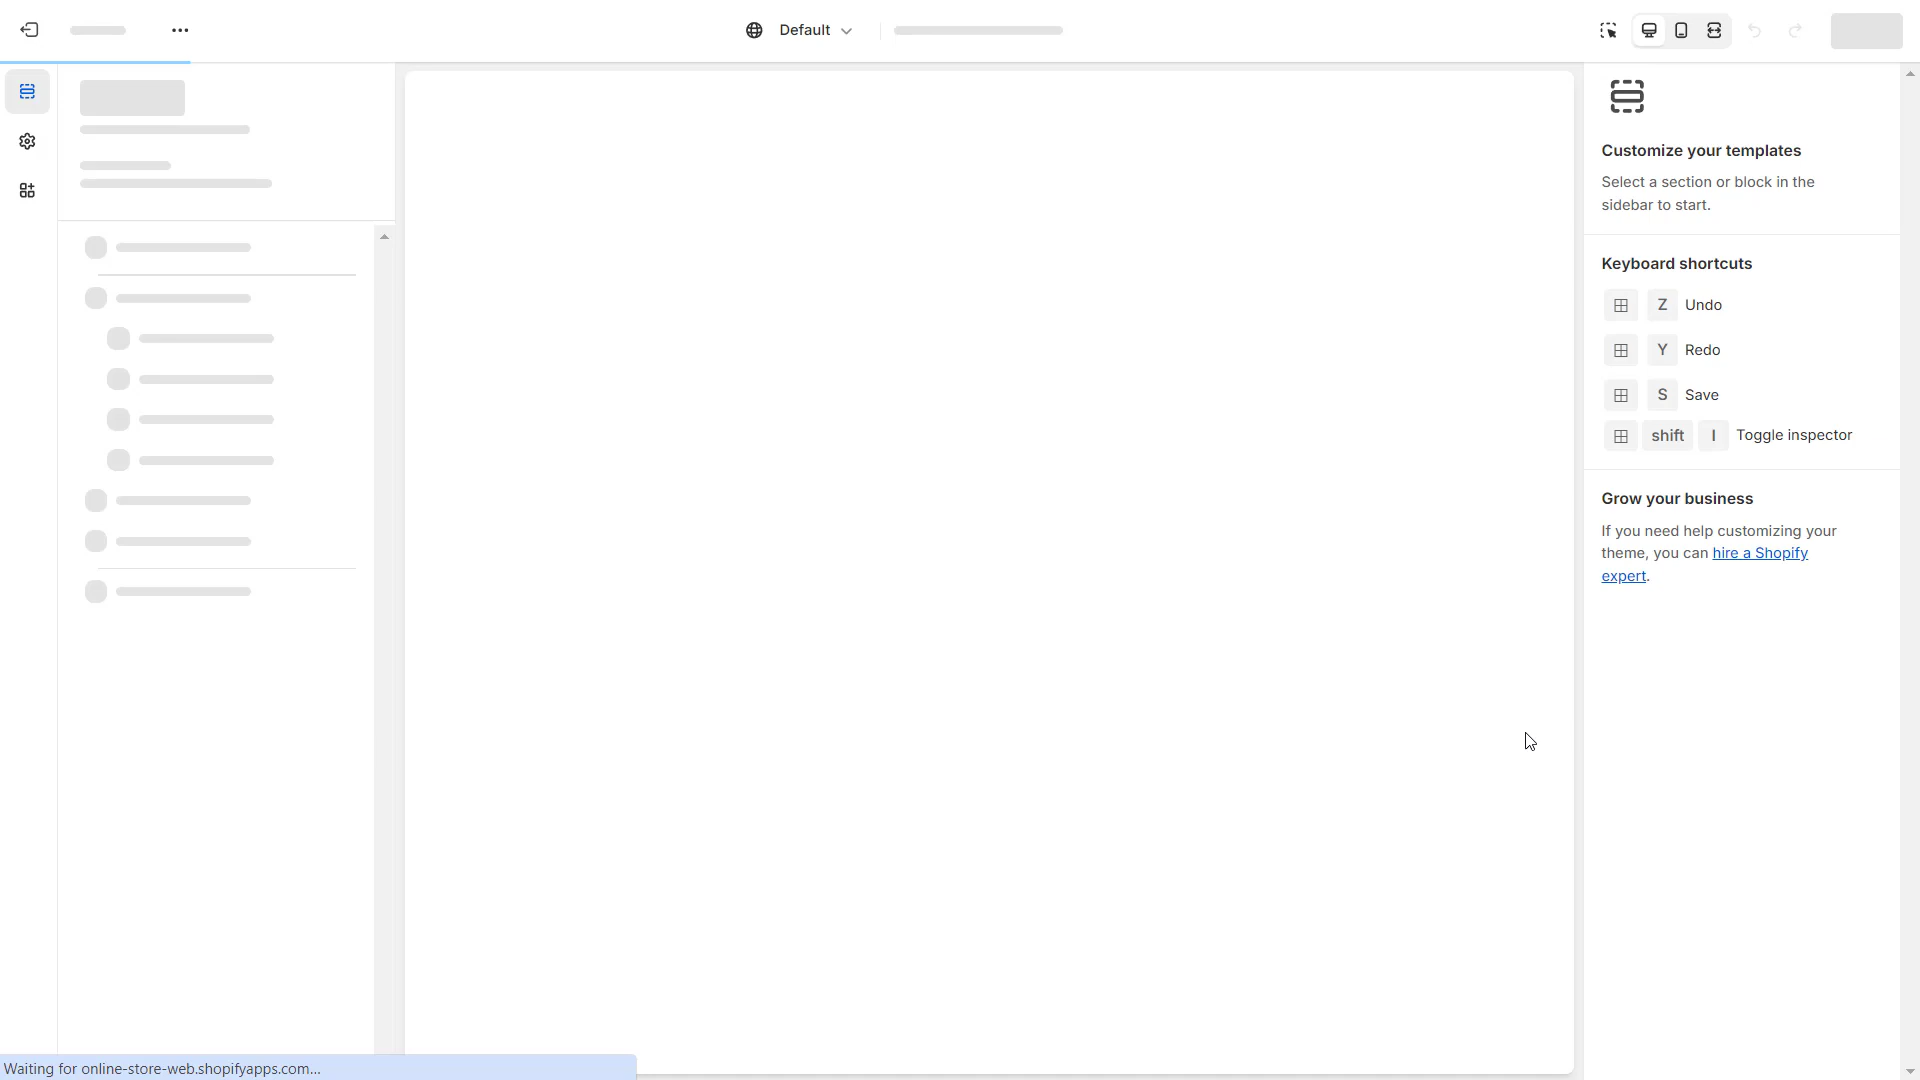 Default
Customize your templates
Select a section or block in the
sidebar to start.
Keyboard shortcuts
Z Undo
Y Redo
S Save
shift I Toggle inspector
Grow your business
If you need help customizing your
theme, you can hire a Shopify
expert.
Waiting for online-store-web.shopifyapps.com...